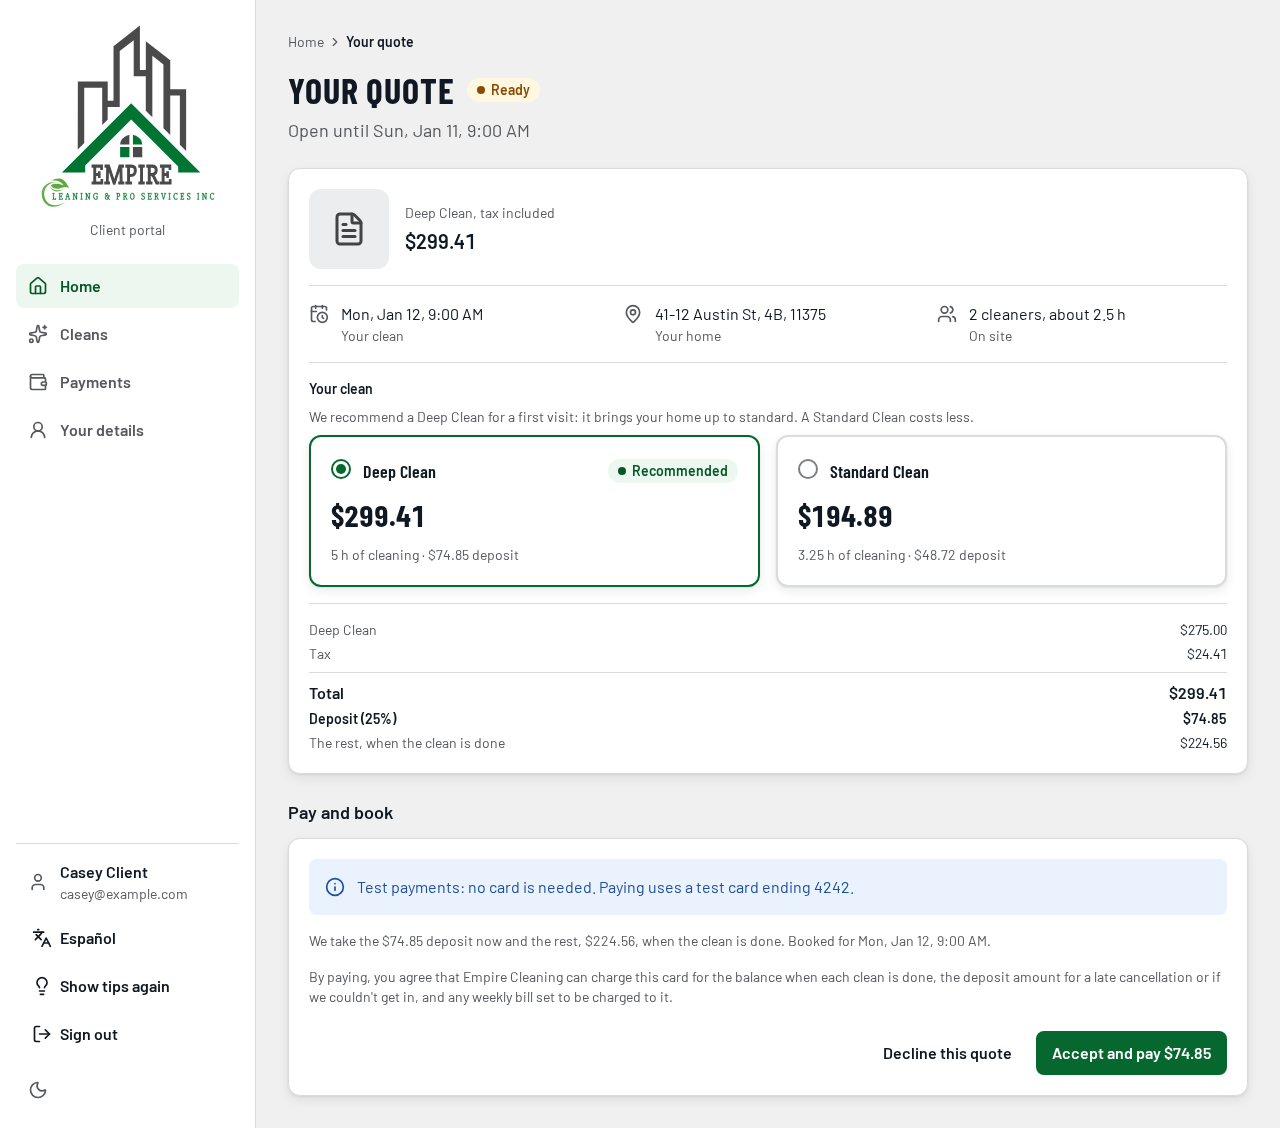 EMPIRE
CLEANING & PRO SERVICES INC
Client portal
Home
Cleans
Payments
Your details
Casey Client
casey@example.com
Español
Show tips again
Sign out
Home > Your quote
YOUR QUOTE
Ready
Open until Sun, Jan 11, 9:00 AM
Deep Clean, tax included
$299.41
Mon, Jan 12, 9:00 AM
Your clean
41-12 Austin St, 4B, 11375
Your home
2 cleaners, about 2.5 h
On site
Your clean
We recommend a Deep Clean for a first visit: it brings your home up to standard. A Standard Clean costs less.
Deep Clean
Recommended
$299.41
5 h of cleaning · $74.85 deposit
Standard Clean
$194.89
3.25 h of cleaning · $48.72 deposit
Deep Clean $275.00
Tax $24.41
Total $299.41
Deposit (25%) $74.85
The rest, when the clean is done $224.56
Pay and book
Test payments: no card is needed. Paying uses a test card ending 4242.
We take the $74.85 deposit now and the rest, $224.56, when the clean is done. Booked for Mon, Jan 12, 9:00 AM.
By paying, you agree that Empire Cleaning can charge this card for the balance when each clean is done, the deposit amount for a late cancellation or if
we couldn't get in, and any weekly bill set to be charged to it.
Decline this quote
Accept and pay $74.85